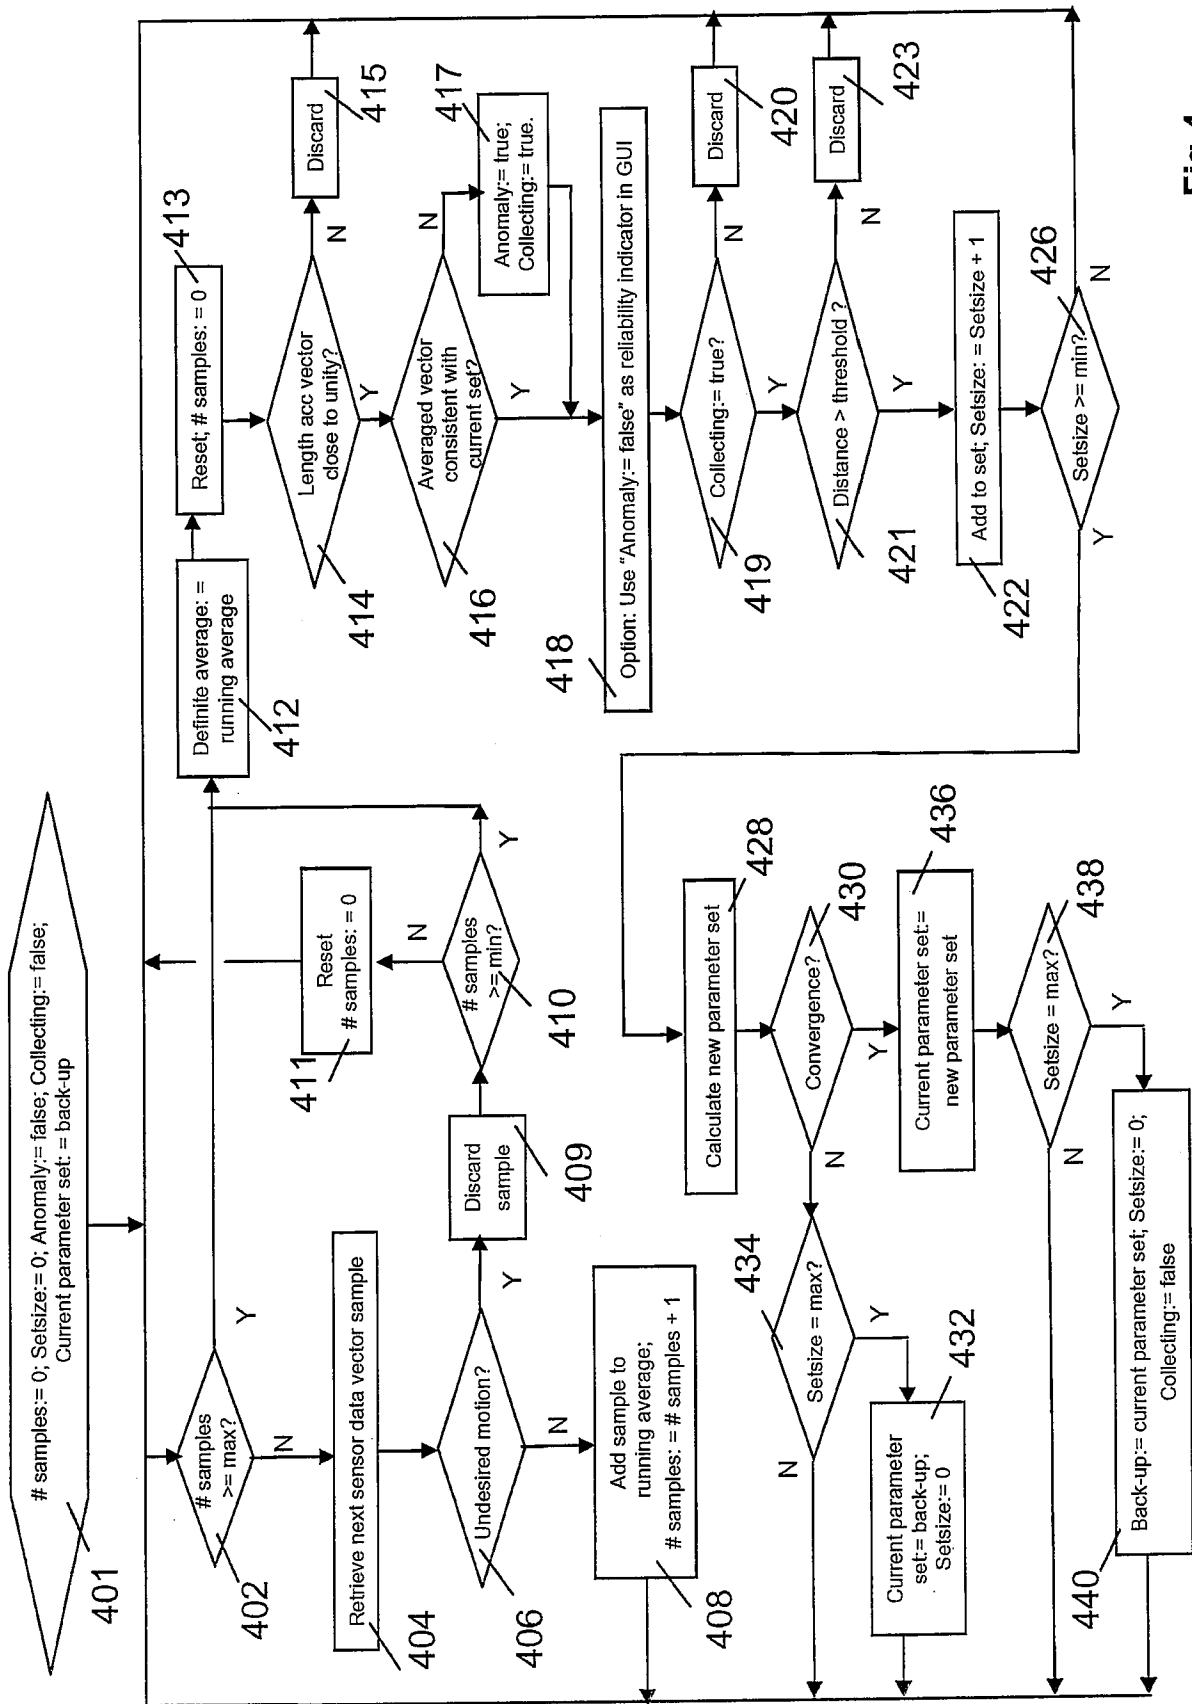 # samples:= 0; Setsize:= 0; Anomaly:= false; Collecting:= false;
Current parameter set: = back-up
401
# samples
>= max?
402
Y
N
Retrieve next sensor data vector sample
404
Undesired motion?
406
Y
N
Add sample to
running average;
# samples: = # samples + 1
408
Discard
sample
409
# samples
>= min?
410
N
Y
Reset
# samples: = 0
411
Definite average: =
running average
412
Reset; # samples: = 0
413
Length acc vector
close to unity?
414
N
Y
Discard
415
Averaged vector
consistent with
current set?
416
N
Y
Anomaly:= true;
Collecting:= true.
417
Option: Use "Anomaly:= false" as reliability indicator in GUI
418
Collecting:= true?
419
N
Y
Discard
420
Distance > threshold ?
421
N
Y
Discard
423
Add to set; Setsize: = Setsize + 1
422
Setsize >= min?
426
N
Y
Calculate new parameter set
428
Convergence?
430
N
Y
Setsize = max?
434
N
Y
Current parameter
set:= back-up;
Setsize:= 0
432
Current parameter set:=
new parameter set
436
Setsize = max?
438
N
Y
Back-up:= current parameter set; Setsize:= 0;
Collecting:= false
440